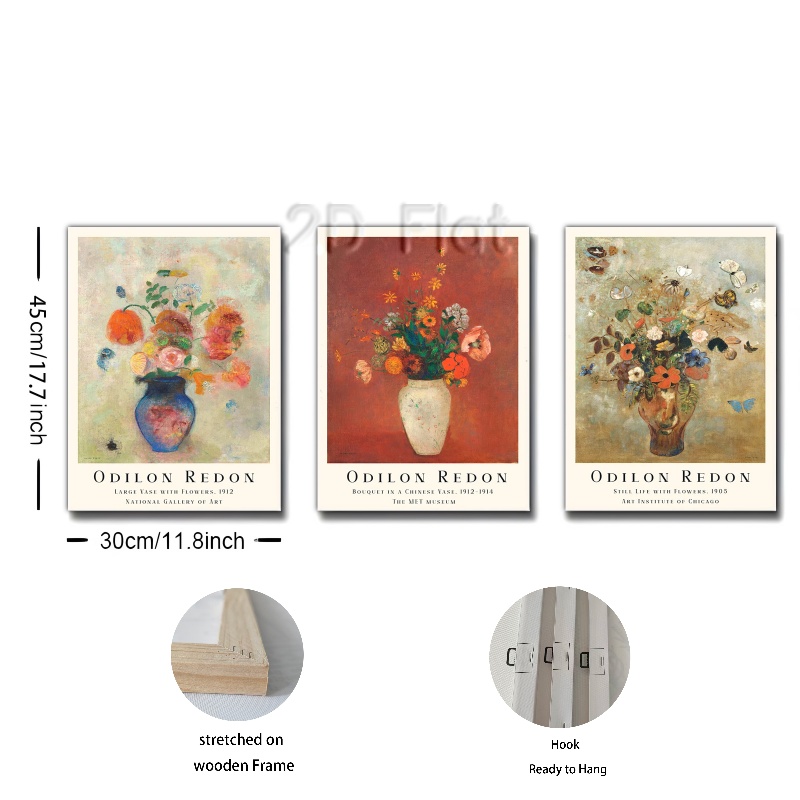 2D Flat
45cm/17.7inch
ODILON REDON
LARGE VASE WITH FLOWERS, 1912
NATIONAL GALLERY OF ART
ODILON REDON
BOUQUET IN A CHINESE VASE, 1912-1914
THE MET MUSEUM
ODILON REDON
STILL LIFE WITH FLOWERS, 1905
ART INSTITUTE OF CHICAGO
30cm/11.8inch
stretched on
wooden Frame
Hook
Ready to Hang